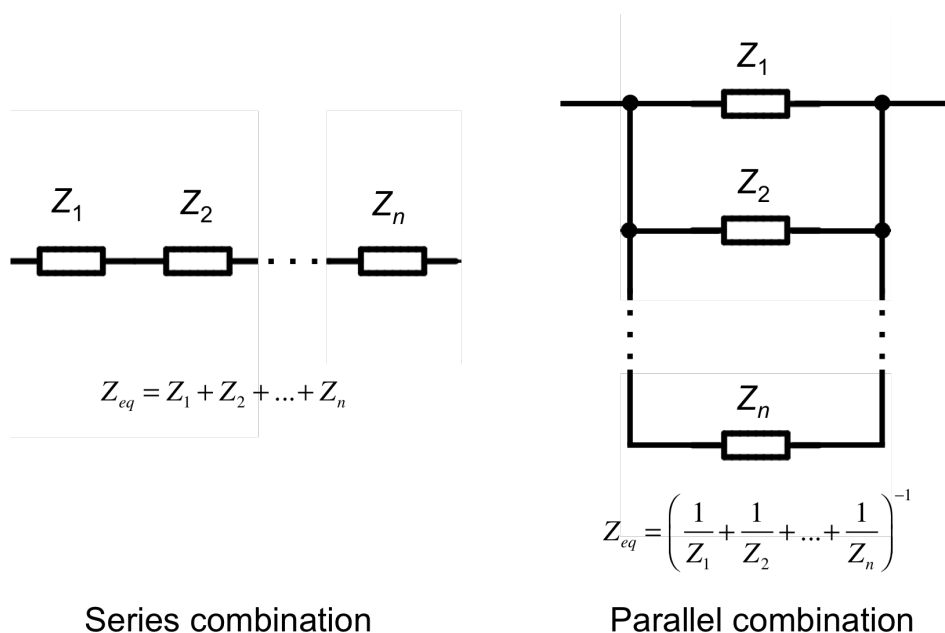 Z1 Z2 Zn
Zeq = Z1 + Z2 + ... + Zn
Series combination
Z1
Z2
Zn
Zeq = (1/Z1 + 1/Z2 + ... + 1/Zn)^-1
Parallel combination